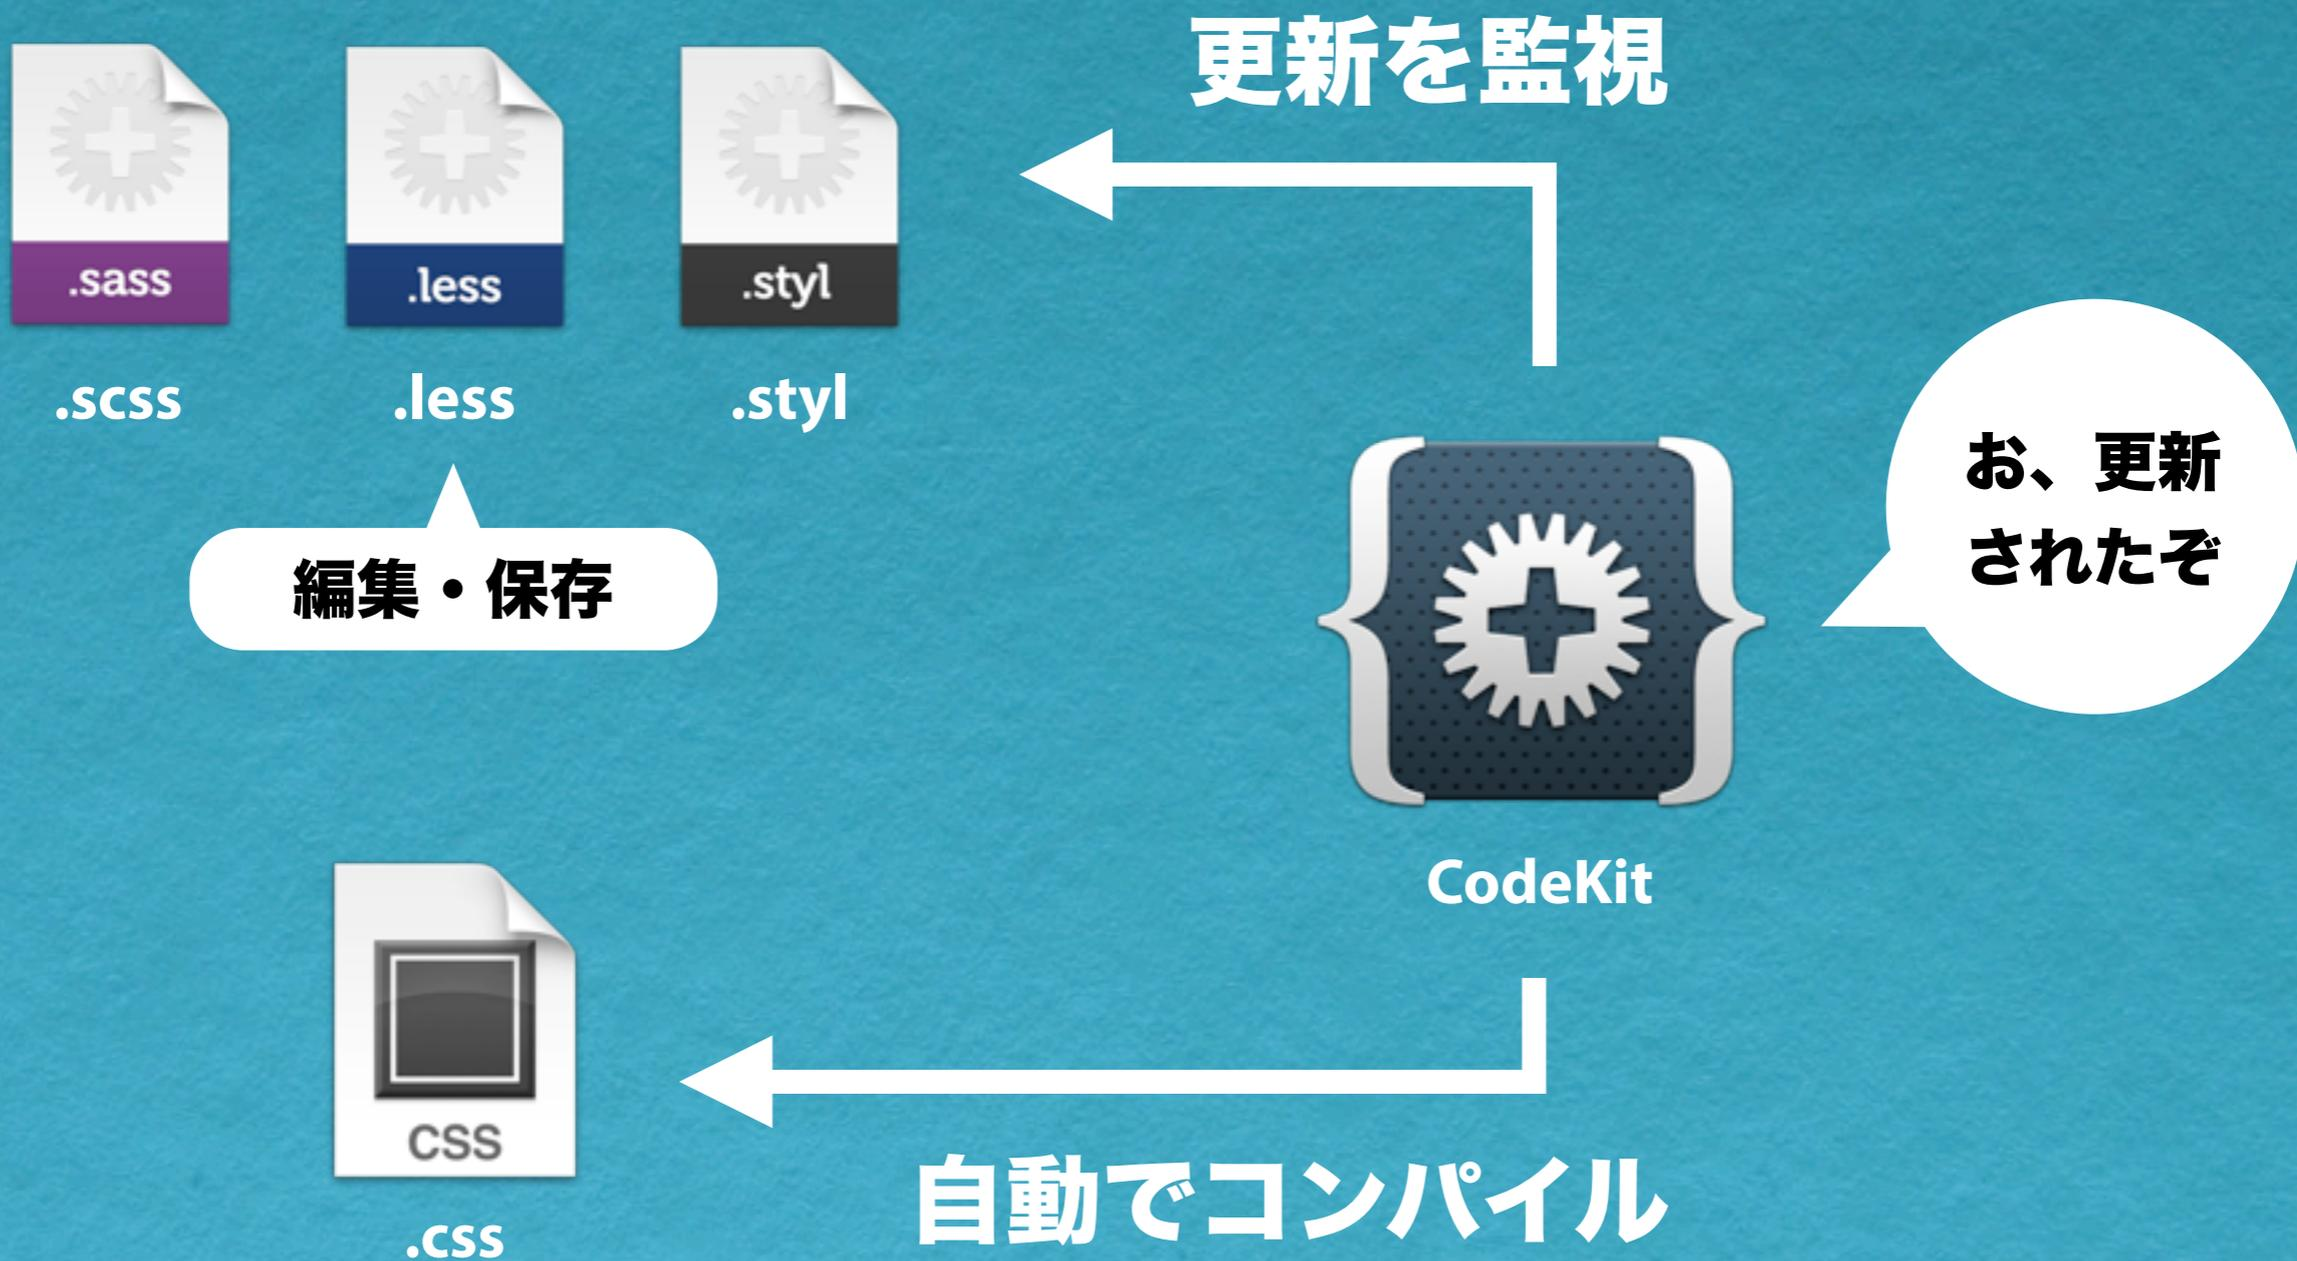 更新を監視
.sass
.less
.styl
.scss
.less
.styl
編集・保存
お、更新
されたぞ
CodeKit
CSS
.css
自動でコンパイル